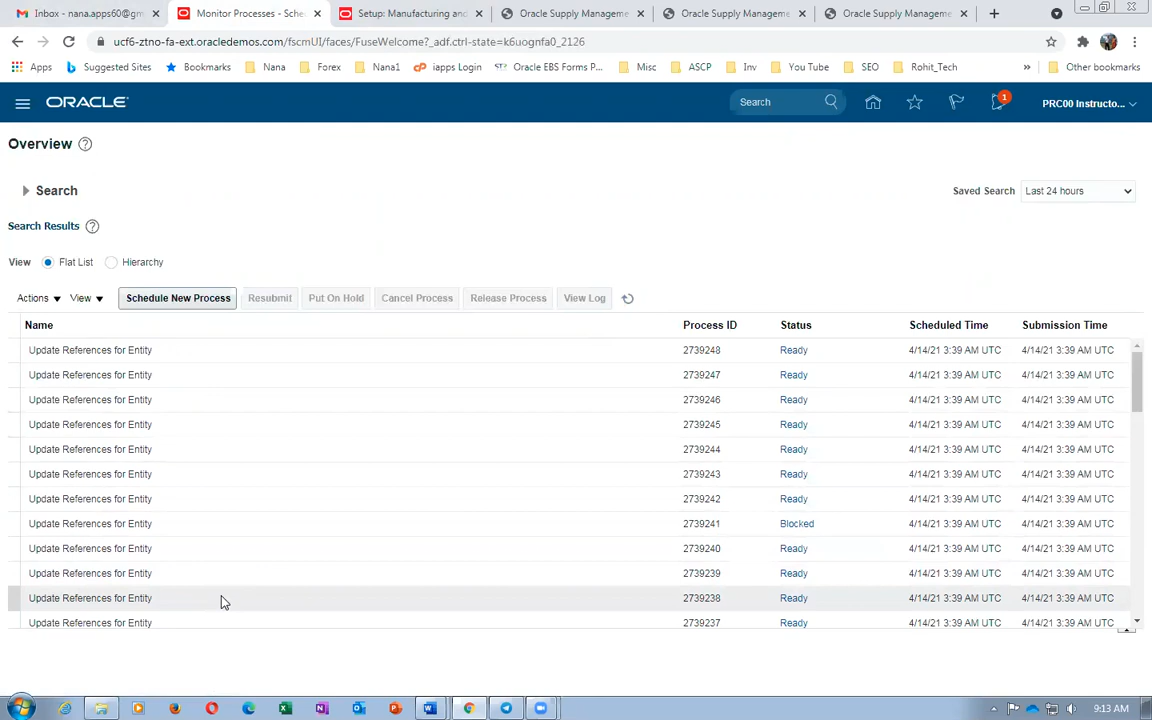 Inbox - nana.apps60@gm
Monitor Processes - Sche
Setup: Manufacturing and
Oracle Supply Manageme
Oracle Supply Manageme
Oracle Supply Manageme
ucf6-ztno-fa-ext.oracledemos.com/fscmUI/faces/FuseWelcome?_adf.ctrl-state=k6uognfa0_2126
Apps Suggested Sites Bookmarks Nana Forex Nana1 iapps Login Oracle EBS Forms P... Misc ASCP Inv You Tube SEO Rohit_Tech » Other bookmarks
ORACLE Search 1 PRC00 Instructo...
Overview
Search Saved Search Last 24 hours
Search Results
View Flat List Hierarchy
Actions View Schedule New Process Resubmit Put On Hold Cancel Process Release Process View Log
Name Process ID Status Scheduled Time Submission Time
Update References for Entity 2739248 Ready 4/14/21 3:39 AM UTC 4/14/21 3:39 AM UTC
Update References for Entity 2739247 Ready 4/14/21 3:39 AM UTC 4/14/21 3:39 AM UTC
Update References for Entity 2739246 Ready 4/14/21 3:39 AM UTC 4/14/21 3:39 AM UTC
Update References for Entity 2739245 Ready 4/14/21 3:39 AM UTC 4/14/21 3:39 AM UTC
Update References for Entity 2739244 Ready 4/14/21 3:39 AM UTC 4/14/21 3:39 AM UTC
Update References for Entity 2739243 Ready 4/14/21 3:39 AM UTC 4/14/21 3:39 AM UTC
Update References for Entity 2739242 Ready 4/14/21 3:39 AM UTC 4/14/21 3:39 AM UTC
Update References for Entity 2739241 Blocked 4/14/21 3:39 AM UTC 4/14/21 3:39 AM UTC
Update References for Entity 2739240 Ready 4/14/21 3:39 AM UTC 4/14/21 3:39 AM UTC
Update References for Entity 2739239 Ready 4/14/21 3:39 AM UTC 4/14/21 3:39 AM UTC
Update References for Entity 2739238 Ready 4/14/21 3:39 AM UTC 4/14/21 3:39 AM UTC
Update References for Entity 2739237 Ready 4/14/21 3:39 AM UTC 4/14/21 3:39 AM UTC
9:13 AM